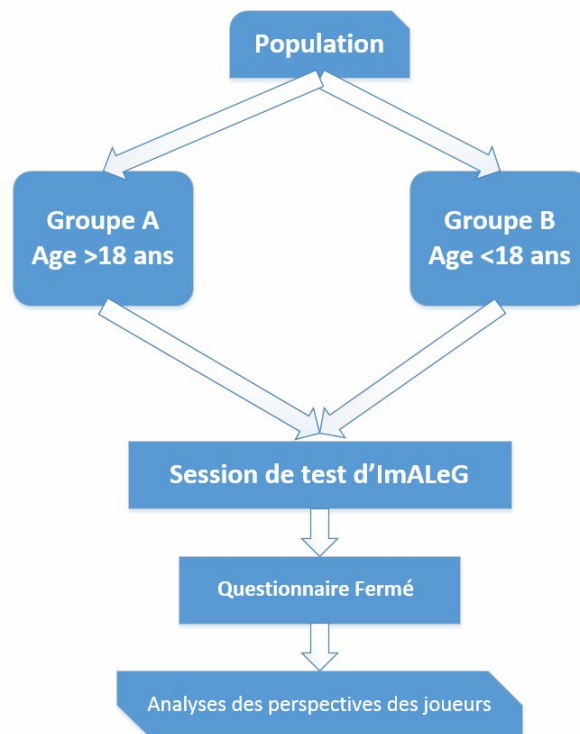 Population
Groupe A
Age >18 ans
Groupe B
Age <18 ans
Session de test d'ImALeG
Questionnaire Fermé
Analyses des perspectives des joueurs